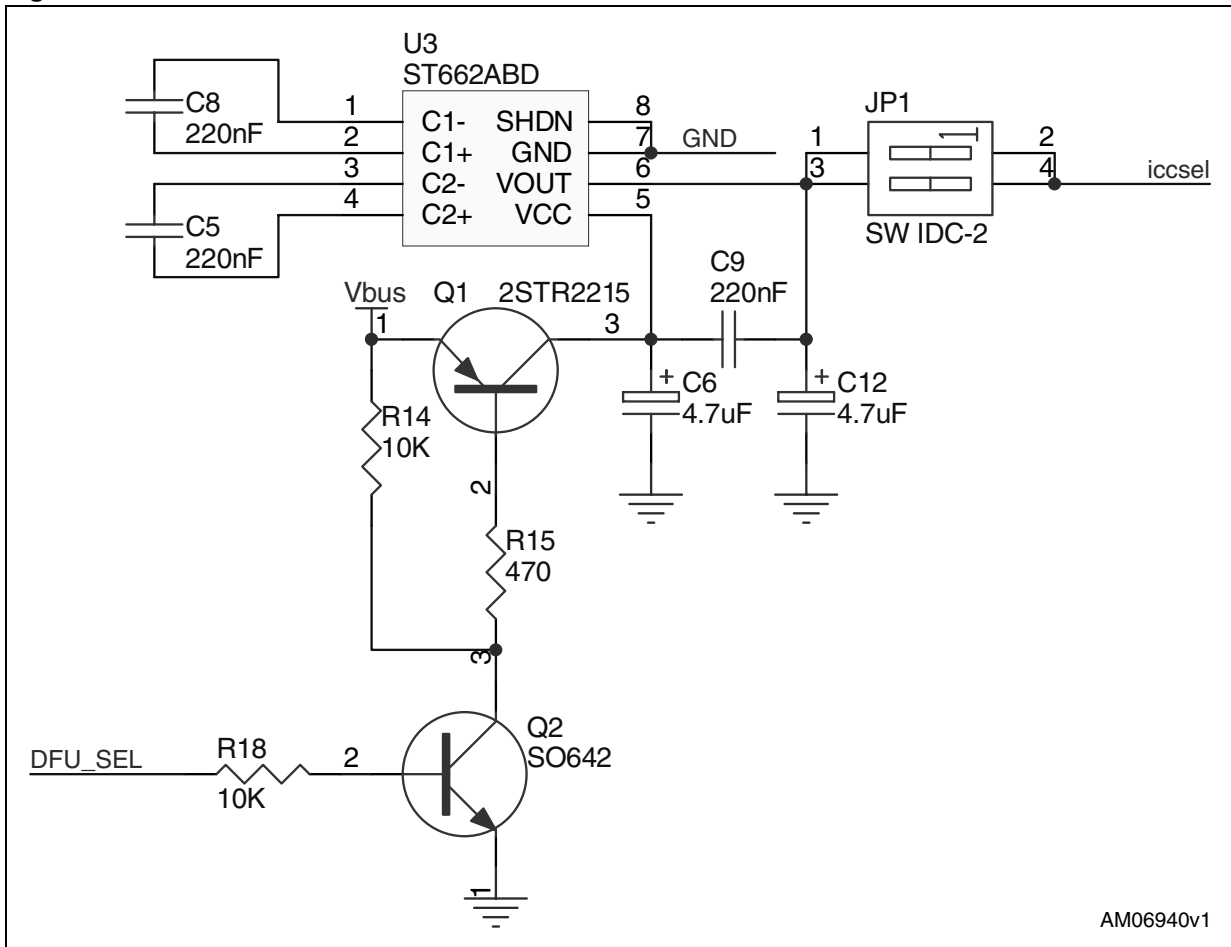 U3
ST662ABD
C8
220nF
1
2
3
4
C1- SHDN
C1+ GND
C2- VOUT
C2+ VCC
8
7
6
5
GND
C5
220nF
JP1
1
3
1
2
4
iccsel
SW IDC-2
C9
220nF
Vbus
1
Q1
2STR2215
3
+
C6
4.7uF
+
C12
4.7uF
R14
10K
2
R15
470
3
DFU_SEL
R18
10K
2
Q2
SO642
1
AM06940v1